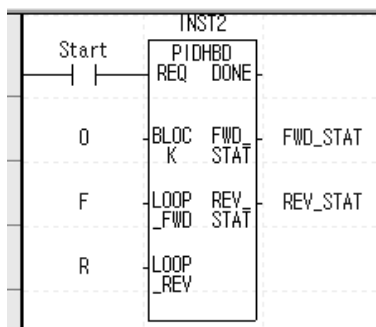 INST2
Start
PIDHBD
REQ DONE
0 BLOC FWD_ FWD_STAT
K STAT
F LOOP REV_ REV_STAT
_FWD STAT
R LOOP
_REV